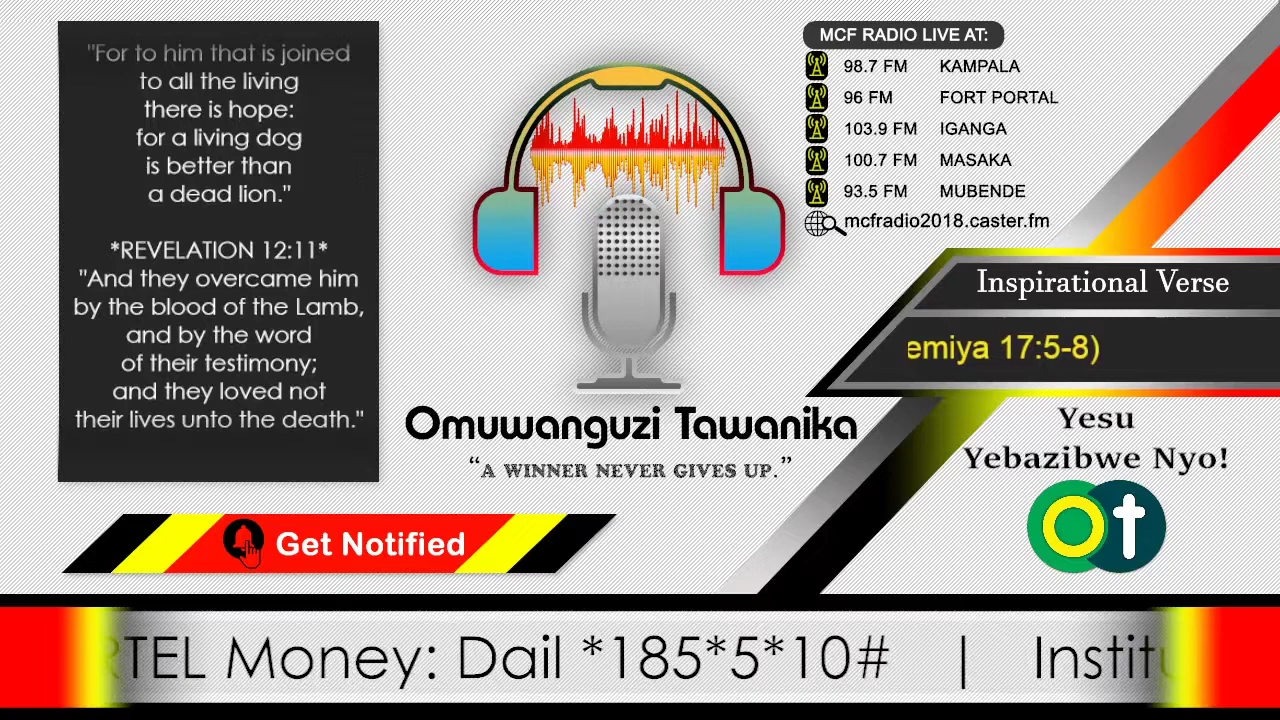 "For to him that is joined
to all the living
there is hope:
for a living dog
is better than
a dead lion."
*REVELATION 12:11*
"And they overcame him
by the blood of the Lamb,
and by the word
of their testimony;
and they loved not
their lives unto the death."
Omuwanguzi Tawanika
“A WINNER NEVER GIVES UP.”
MCF RADIO LIVE AT:
98.7 FM KAMPALA
96 FM FORT PORTAL
103.9 FM IGANGA
100.7 FM MASAKA
93.5 FM MUBENDE
mcfradio2018.caster.fm
Inspirational Verse
emiya 17:5-8)
Yesu
Yebazibwe Nyo!
ot
Get Notified
RTEL Money: Dail *185*5*10# | Institu